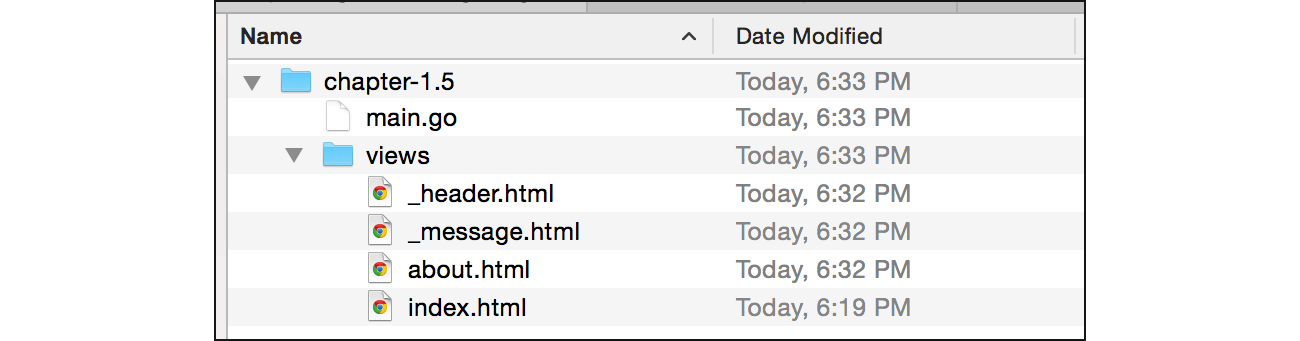 Name Date Modified
chapter-1.5 Today, 6:33 PM
main.go Today, 6:33 PM
views Today, 6:33 PM
_header.html Today, 6:32 PM
_message.html Today, 6:32 PM
about.html Today, 6:32 PM
index.html Today, 6:19 PM